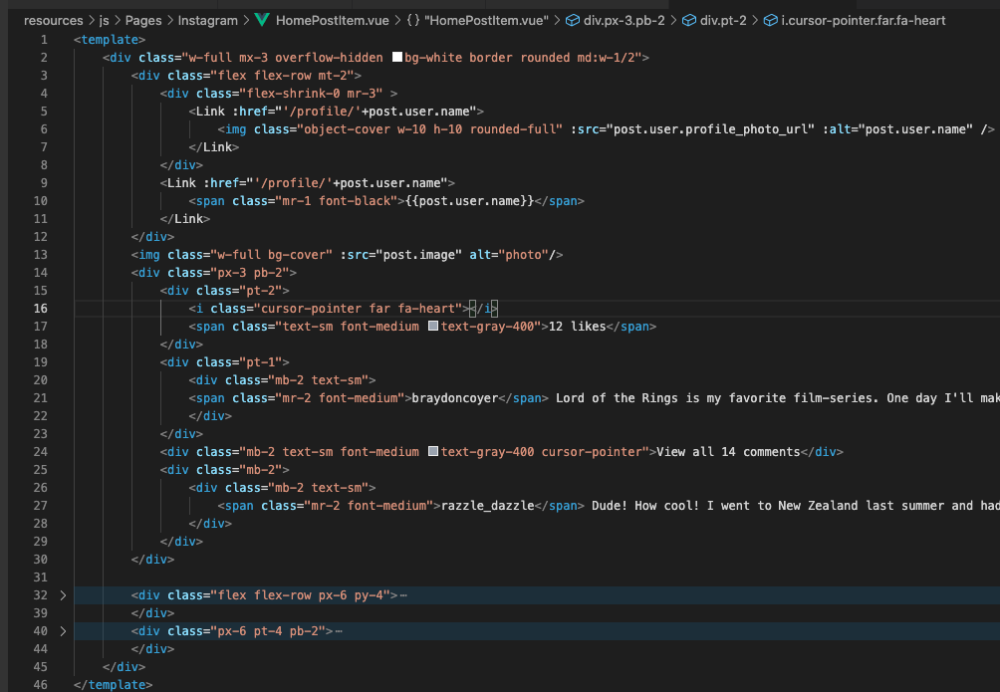 resources > js > Pages > Instagram > HomePostItem.vue > {} "HomePostItem.vue" > div.px-3.pb-2 > div.pt-2 > i.cursor-pointer.far.fa-heart
1 <template>
2 <div class="w-full mx-3 overflow-hidden bg-white border rounded md:w-1/2">
3 <div class="flex flex-row mt-2">
4 <div class="flex-shrink-0 mr-3" >
5 <Link :href="'/profile/'+post.user.name">
6 <img class="object-cover w-10 h-10 rounded-full" :src="post.user.profile_photo_url" :alt="post.user.name" />
7 </Link>
8 </div>
9 <Link :href="'/profile/'+post.user.name">
10 <span class="mr-1 font-black">{{post.user.name}}</span>
11 </Link>
12 </div>
13 <img class="w-full bg-cover" :src="post.image" alt="photo"/>
14 <div class="px-3 pb-2">
15 <div class="pt-2">
16 <i class="cursor-pointer far fa-heart"></i>
17 <span class="text-sm font-medium text-gray-400">12 likes</span>
18 </div>
19 <div class="pt-1">
20 <div class="mb-2 text-sm">
21 <span class="mr-2 font-medium">braydoncoyer</span> Lord of the Rings is my favorite film-series. One day I'll mak
22 </div>
23 </div>
24 <div class="mb-2 text-sm font-medium text-gray-400 cursor-pointer">View all 14 comments</div>
25 <div class="mb-2">
26 <div class="mb-2 text-sm">
27 <span class="mr-2 font-medium">razzle_dazzle</span> Dude! How cool! I went to New Zealand last summer and had
28 </div>
29 </div>
30 </div>
31
32 <div class="flex flex-row px-6 py-4">⋯
39 </div>
40 <div class="px-6 pt-4 pb-2">⋯
44 </div>
45 </div>
46 </template>